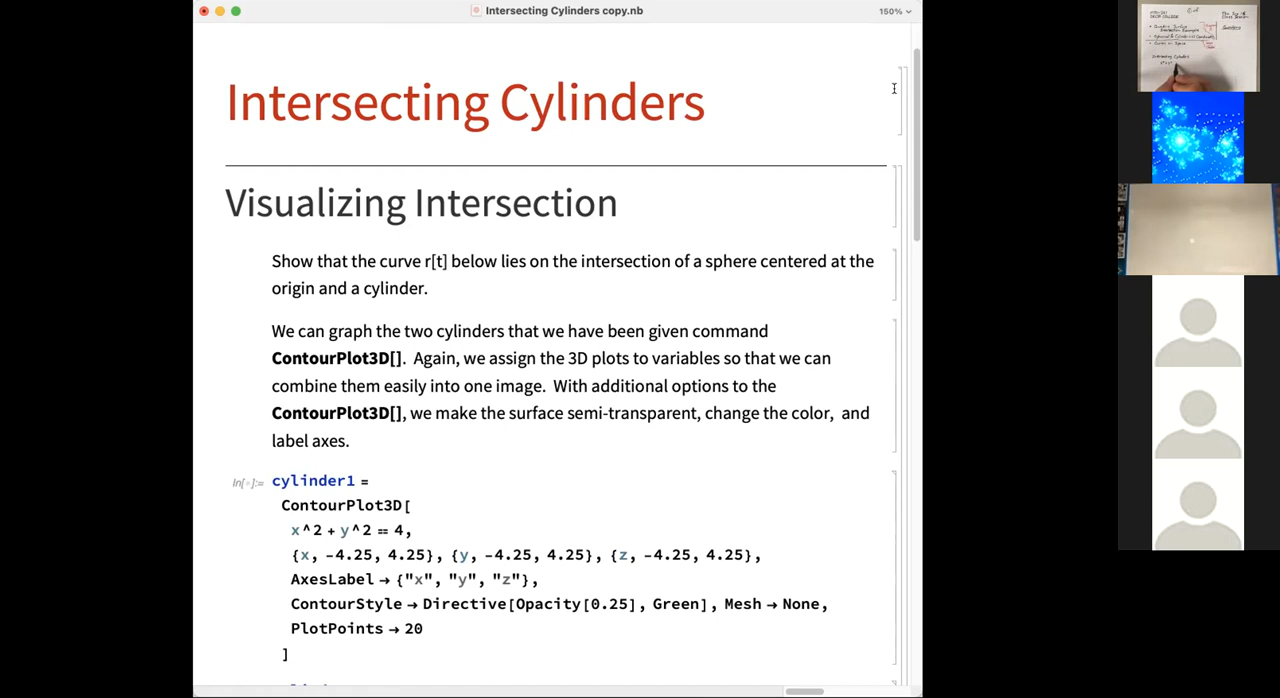 Intersecting Cylinders copy.nb
150%
Intersecting Cylinders
Visualizing Intersection
Show that the curve r[t] below lies on the intersection of a sphere centered at the
origin and a cylinder.
We can graph the two cylinders that we have been given command
ContourPlot3D[]. Again, we assign the 3D plots to variables so that we can
combine them easily into one image. With additional options to the
ContourPlot3D[], we make the surface semi-transparent, change the color, and
label axes.
In[◦]:= cylinder1 =
ContourPlot3D[
x^2 + y^2 == 4,
{x, -4.25, 4.25}, {y, -4.25, 4.25}, {z, -4.25, 4.25},
AxesLabel → {"x", "y", "z"},
ContourStyle → Directive[Opacity[0.25], Green], Mesh → None,
PlotPoints → 20
]
Intersecting Cylinders